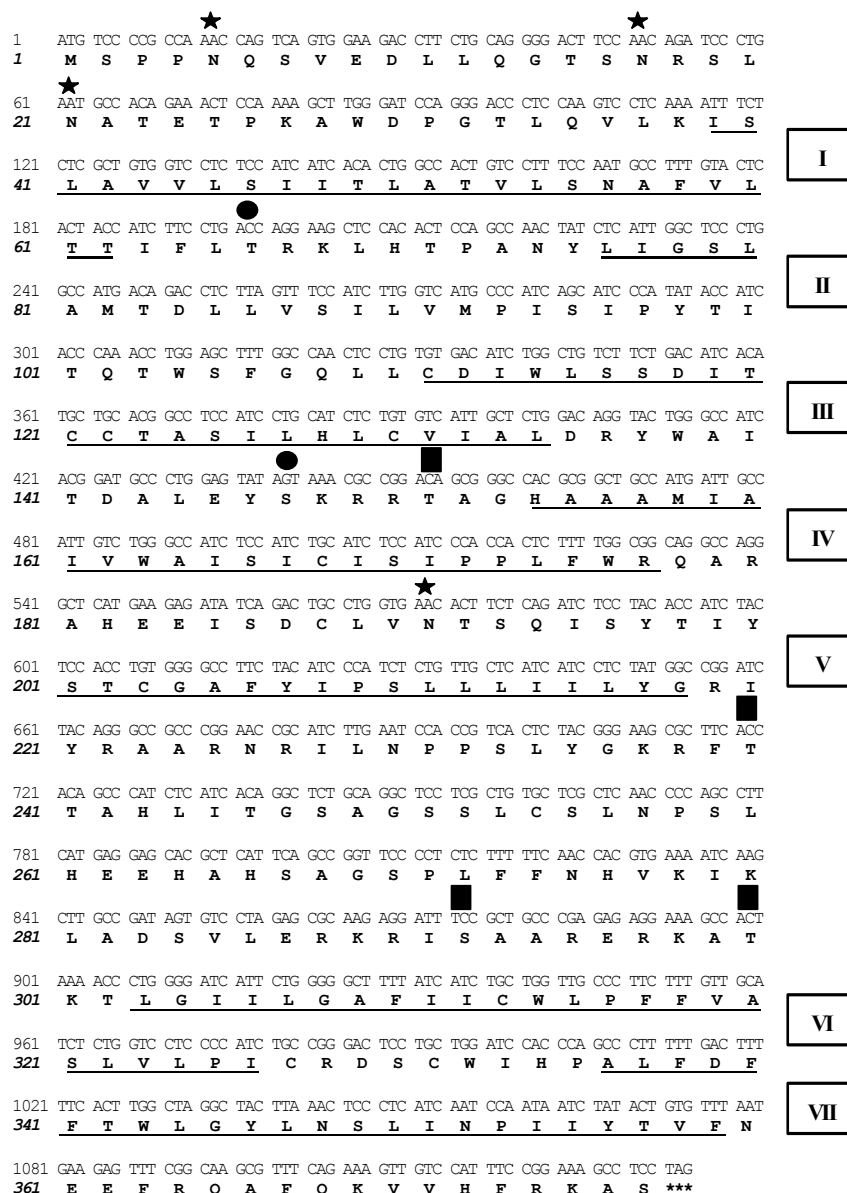 1 ATG TCC CCG CCA AAC CAG TCA GTG GAA GAC CTT CTG CAG GGG ACT TCC AAC AGA TCC CTG
1 M S P P N Q S V E D L L Q G T S N R S L
61 AAT GCC ACA GAA ACT CCA AAA GCT TGG GAT CCA GGG ACC CTC CAA GTC CTC AAA ATT TCT
21 N A T E T P K A W D P G T L Q V L K I S
I
121 CTC GCT GTG GTC CTC TCC ATC ATC ACA CTG GCC ACT GTC CTT TCC AAT GCC TTT GTA CTC
41 L A V V L S I I T L A T V L S N A F V L
181 ACT ACC ATC TTC CTG ACC AGG AAG CTC CAC ACT CCA GCC AAC TAT CTC ATT GGC TCC CTG
61 T T I F L T R K L H T P A N Y L I G S L
II
241 GCC ATG ACA GAC CTC TTA GTT TCC ATC TTG GTC ATG CCC ATC AGC ATC CCA TAT ACC ATC
81 A M T D L L V S I L V M P I S I P Y T I
301 ACC CAA ACC TGG AGC TTT GGC CAA CTC CTG TGT GAC ATC TGG CTG TCT TCT GAC ATC ACA
101 T Q T W S F G Q L L C D I W L S S D I T
III
361 TGC TGC ACG GCC TCC ATC CTG CAT CTC TGT GTC ATT GCT CTG GAC AGG TAC TGG GCC ATC
121 C C T A S I L H L C V I A L D R Y W A I
421 ACG GAT GCC CTG GAG TAT AGT AAA CGC CGG ACA GCG GGC CAC GCG GCT GCC ATG ATT GCC
141 T D A L E Y S K R R T A G H A A A M I A
IV
481 ATT GTC TGG GCC ATC TCC ATC TGC ATC TCC ATC CCA CCA CTC TTT TGG CGG CAG GCC AGG
161 I V W A I S I C I S I P P L F W R Q A R
541 GCT CAT GAA GAG ATA TCA GAC TGC CTG GTG AAC ACT TCT CAG ATC TCC TAC ACC ATC TAC
181 A H E E I S D C L V N T S Q I S Y T I Y
V
601 TCC ACC TGT GGG GCC TTC TAC ATC CCA TCT CTG TTG CTC ATC ATC CTC TAT GGC CGG ATC
201 S T C G A F Y I P S L L L I I L Y G R I
661 TAC AGG GCC GCC CGG AAC CGC ATC TTG AAT CCA CCG TCA CTC TAC GGG AAG CGC TTC ACC
221 Y R A A R N R I L N P P S L Y G K R F T
721 ACA GCC CAT CTC ATC ACA GGC TCT GCA GGC TCC TCG CTG TGC TCG CTC AAC CCC AGC CTT
241 T A H L I T G S A G S S L C S L N P S L
781 CAT GAG GAG CAC GCT CAT TCA GCC GGT TCC CCT CTC TTT TTC AAC CAC GTG AAA ATC AAG
261 H E E H A H S A G S P L F F N H V K I K
841 CTT GCC GAT AGT GTC CTA GAG CGC AAG AGG ATT TCC GCT GCC CGA GAG AGG AAA GCC ACT
281 L A D S V L E R K R I S A A R E R K A T
901 AAA ACC CTG GGG ATC ATT CTG GGG GCT TTT ATC ATC TGC TGG TTG CCC TTC TTT GTT GCA
301 K T L G I I L G A F I I C W L P F F V A
VI
961 TCT CTG GTC CTC CCC ATC TGC CGG GAC TCC TGC TGG ATC CAC CCA GCC CTT TTT GAC TTT
321 S L V L P I C R D S C W I H P A L F D F
1021 TTC ACT TGG CTA GGC TAC TTA AAC TCC CTC ATC AAT CCA ATA ATC TAT ACT GTG TTT AAT
VII
341 F T W L G Y L N S L I N P I I Y T V F N
1081 GAA GAG TTT CGG CAA GCG TTT CAG AAA GTT GTC CAT TTC CGG AAA GCC TCC TAG
361 E E F R Q A F Q K V V H F R K A S ***